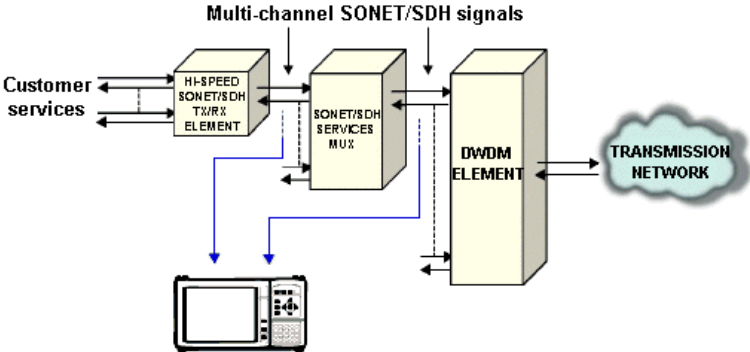 Multi-channel SONET/SDH signals
Customer
services
HI-SPEED
SONET/SDH
TX/RX
ELEMENT
SONET/SDH
SERVICES
MUX
DWDM
ELEMENT
TRANSMISSION
NETWORK